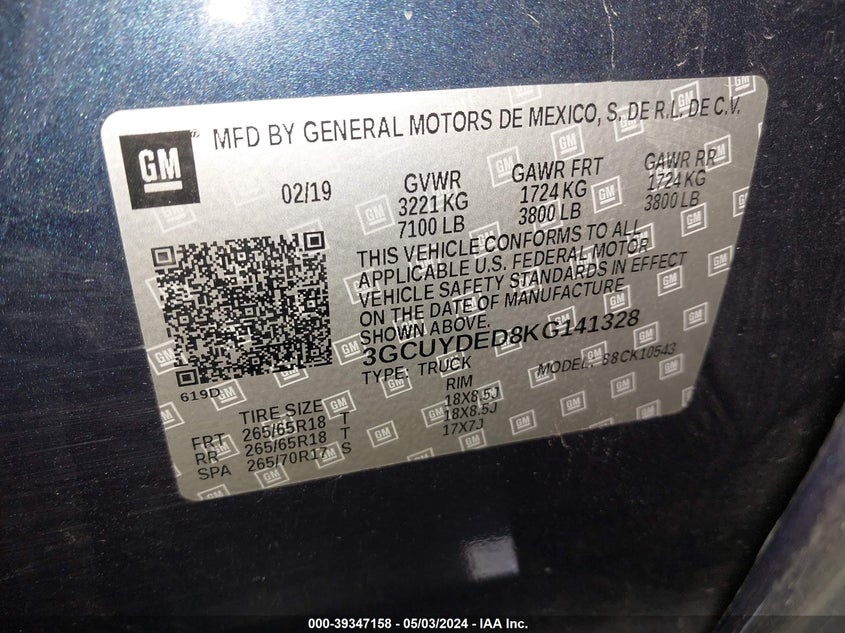 GM
MFD BY GENERAL MOTORS DE MEXICO, S. DE R.L. DE C.V.
02/19
GVWR GAWR FRT GAWR RR
3221 KG 1724 KG 1724 KG
7100 LB 3800 LB 3800 LB
THIS VEHICLE CONFORMS TO ALL
APPLICABLE U.S. FEDERAL MOTOR
VEHICLE SAFETY STANDARDS IN EFFECT
ON THE DATE OF MANUFACTURE
SHOWN ABOVE.
3GCUYDED8KG141328
TYPE: TRUCK MODEL: 88CK10543
619D
TIRE SIZE RIM
FRT 265/65R18 T 18X8.5J
RR 265/65R18 T 18X8.5J
SPA 265/70R17 S 17X7J
000-39347158 - 05/03/2024 - IAA Inc.